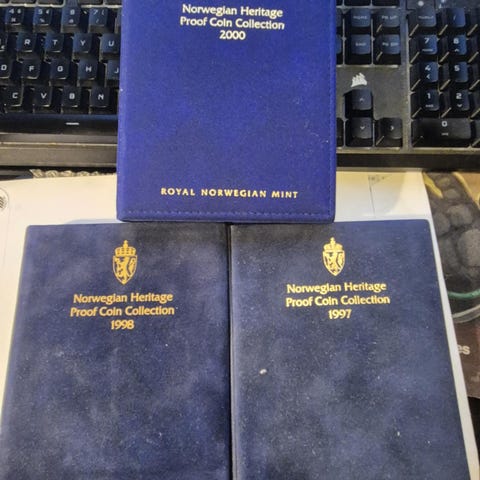 Norwegian Heritage
Proof Coin Collection
2000
ROYAL NORWEGIAN MINT
Norwegian Heritage
Proof Coin Collection
1998
Norwegian Heritage
Proof Coin Collection
1997